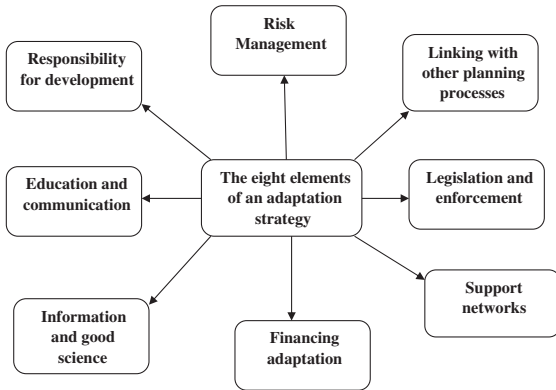 Risk
Management
Responsibility
for development
Linking with
other planning
processes
Education and
communication
The eight elements
of an adaptation
strategy
Legislation and
enforcement
Information
and good
science
Financing
adaptation
Support
networks